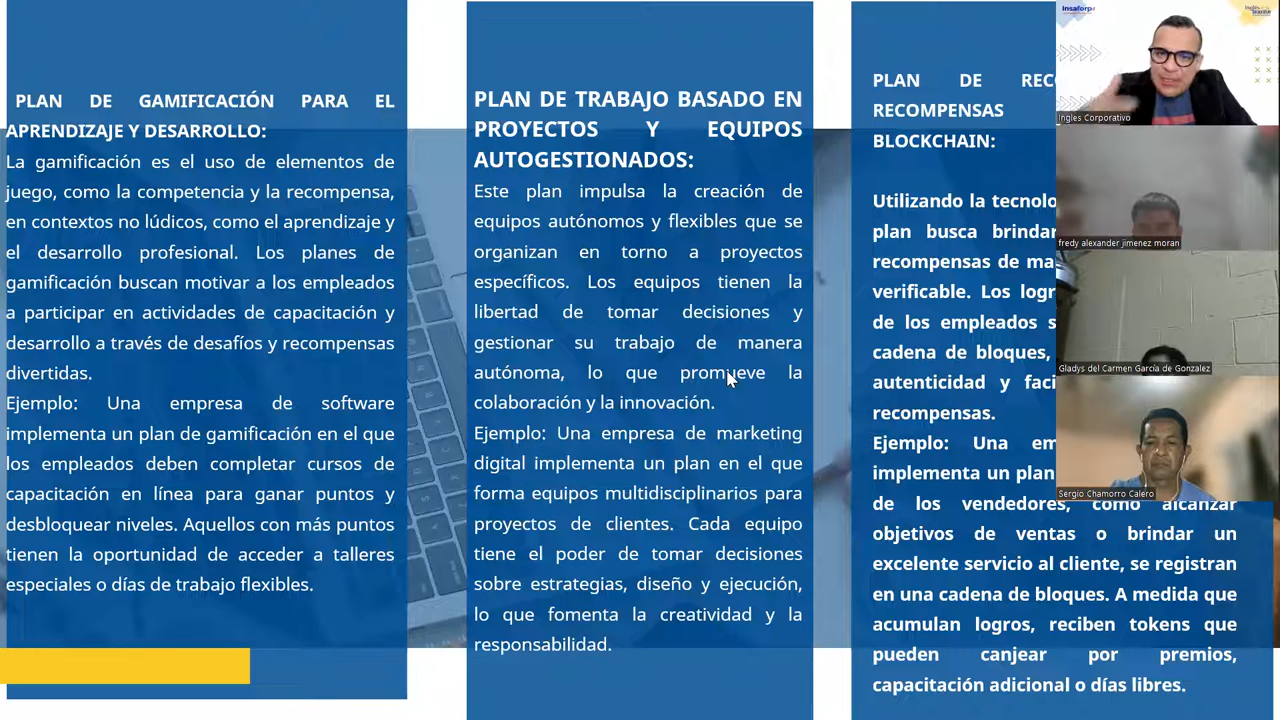 PLAN DE GAMIFICACIÓN PARA EL
APRENDIZAJE Y DESARROLLO:
La gamificación es el uso de elementos de
juego, como la competencia y la recompensa,
en contextos no lúdicos, como el aprendizaje y
el desarrollo profesional. Los planes de
gamificación buscan motivar a los empleados
a participar en actividades de capacitación y
desarrollo a través de desafíos y recompensas
divertidas.
Ejemplo: Una empresa de software
implementa un plan de gamificación en el que
los empleados deben completar cursos de
capacitación en línea para ganar puntos y
desbloquear niveles. Aquellos con más puntos
tienen la oportunidad de acceder a talleres
especiales o días de trabajo flexibles.
PLAN DE TRABAJO BASADO EN
PROYECTOS Y EQUIPOS
AUTOGESTIONADOS:
Este plan impulsa la creación de
equipos autónomos y flexibles que se
organizan en torno a proyectos
específicos. Los equipos tienen la
libertad de tomar decisiones y
gestionar su trabajo de manera
autónoma, lo que promueve la
colaboración y la innovación.
Ejemplo: Una empresa de marketing
digital implementa un plan en el que
forma equipos multidisciplinarios para
proyectos de clientes. Cada equipo
tiene el poder de tomar decisiones
sobre estrategias, diseño y ejecución,
lo que fomenta la creatividad y la
responsabilidad.
PLAN DE RECO
RECOMPENSAS
BLOCKCHAIN:
Utilizando la tecnolo
plan busca brindar
recompensas de ma
verificable. Los logr
de los empleados s
cadena de bloques,
autenticidad y faci
recompensas.
Ejemplo: Una em
implementa un plan
de los vendedores, como alcanzar
objetivos de ventas o brindar un
excelente servicio al cliente, se registran
en una cadena de bloques. A medida que
acumulan logros, reciben tokens que
pueden canjear por premios,
capacitación adicional o días libres.
Insaforp
Ingles Corporativo
fredy alexander jimenez moran
Gladys del Carmen Garcia de Gonzalez
Sergio Chamorro Calero